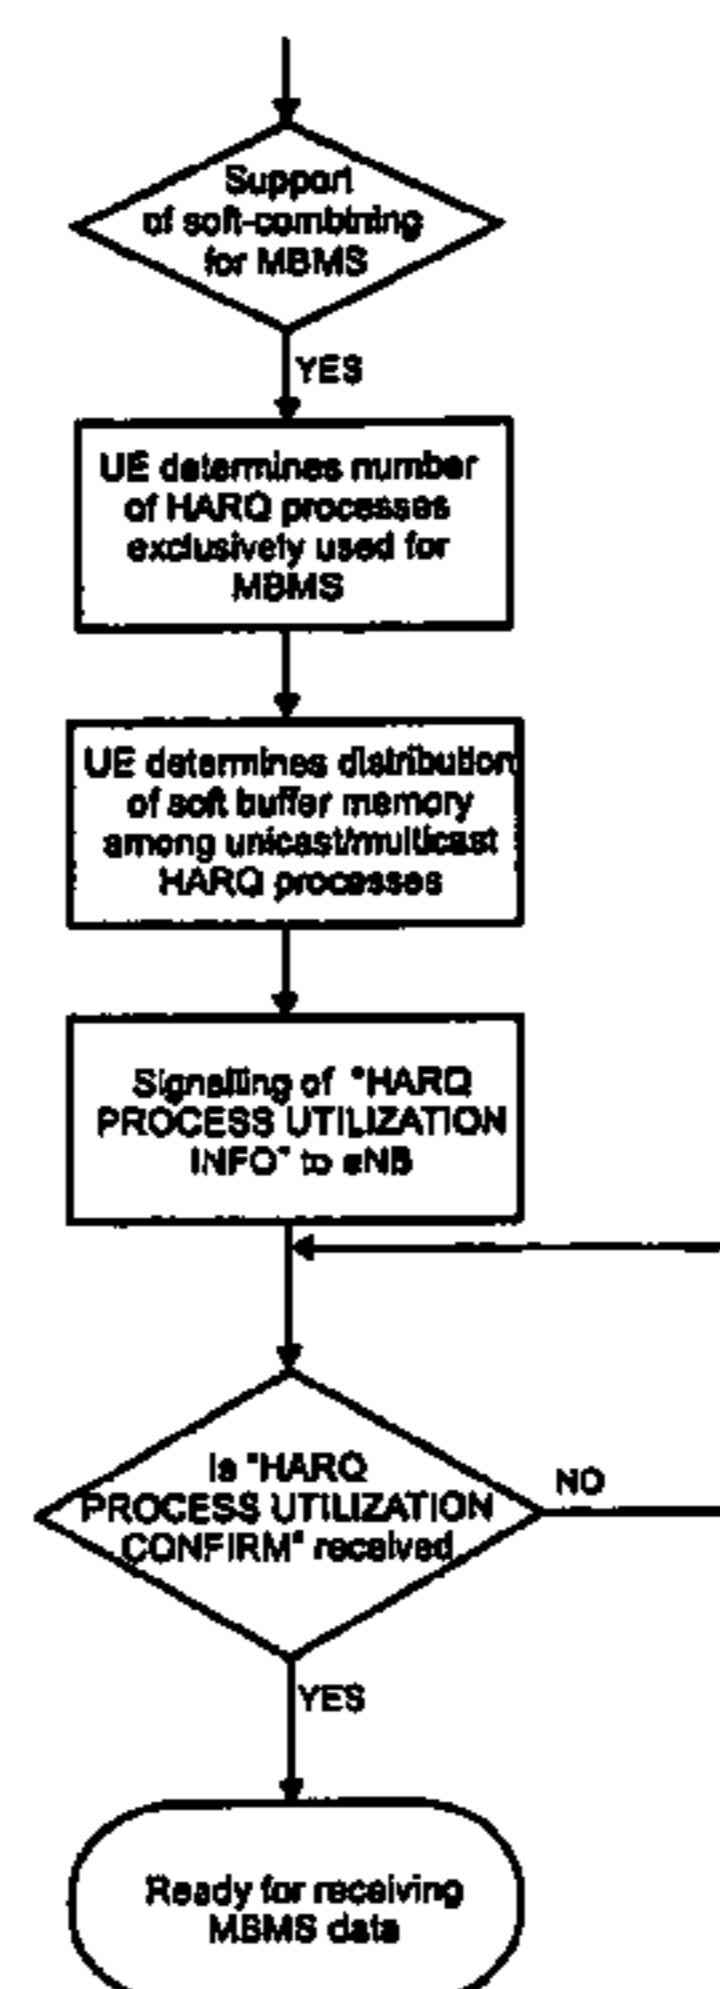 Support
of soft-combining
for MBMS
YES
UE determines number
of HARQ processes
exclusively used for
MBMS
UE determines distribution
of soft buffer memory
among unicast/multicast
HARQ processes
Signalling of "HARQ
PROCESS UTILIZATION
INFO" to eNB
Is "HARQ
NO
PROCESS UTILIZATION
CONFIRM" received
YES
Ready for receiving
MBMS data